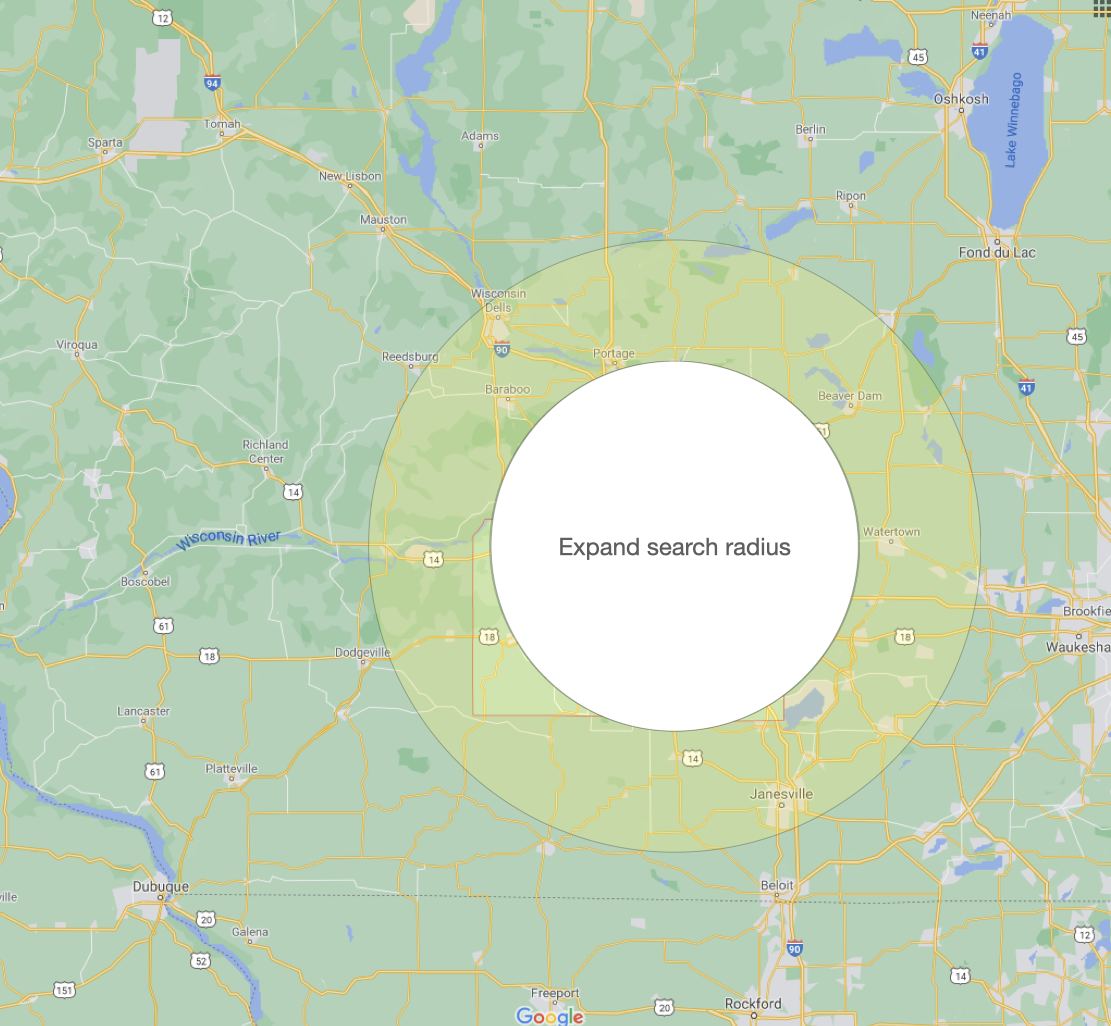 12
Neenah
41
45
94
Oshkosh
Lake Winnebago
Tomah
Berlin
Adams
Sparta
New Lisbon
Ripon
Mauston
Fond du Lac
Wisconsin
Dells
45
Viroqua
90
Portage
Reedsburg
41
Baraboo
Beaver Dam
Richland
Center
14
Watertown
Wisconsin River
Expand search radius
14
Boscobel
Brookfie
61
18
18
Waukesha
18
Dodgeville
Lancaster
14
61
Platteville
Janesville
Dubuque
Beloit
ville
20
Galena
12
90
52
14
151
Freeport
20
Rockford
Google